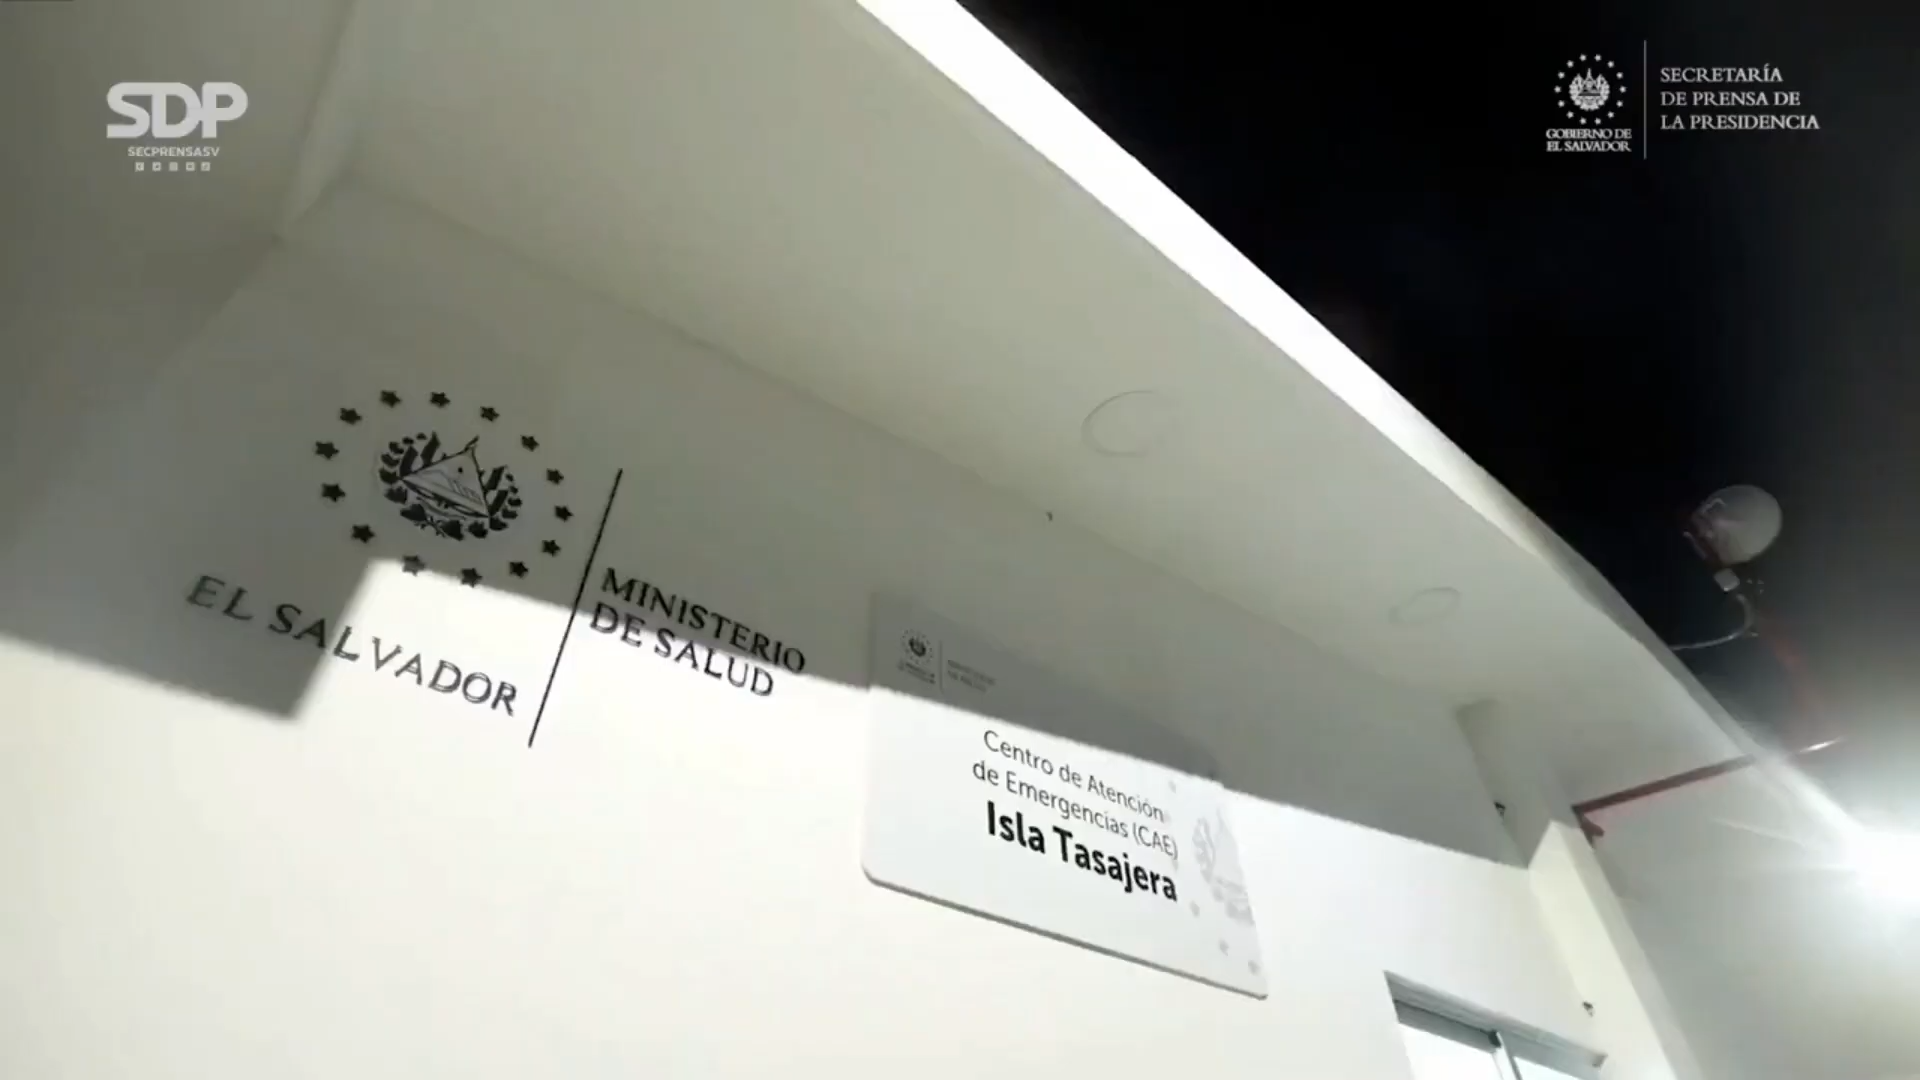 SDP
SECPRENSASV
GOBIERNO DE
EL SALVADOR
SECRETARÍA
DE PRENSA DE
LA PRESIDENCIA
EL SALVADOR
MINISTERIO
DE SALUD
Centro de Atención
de Emergencias (CAE)
Isla Tasajera